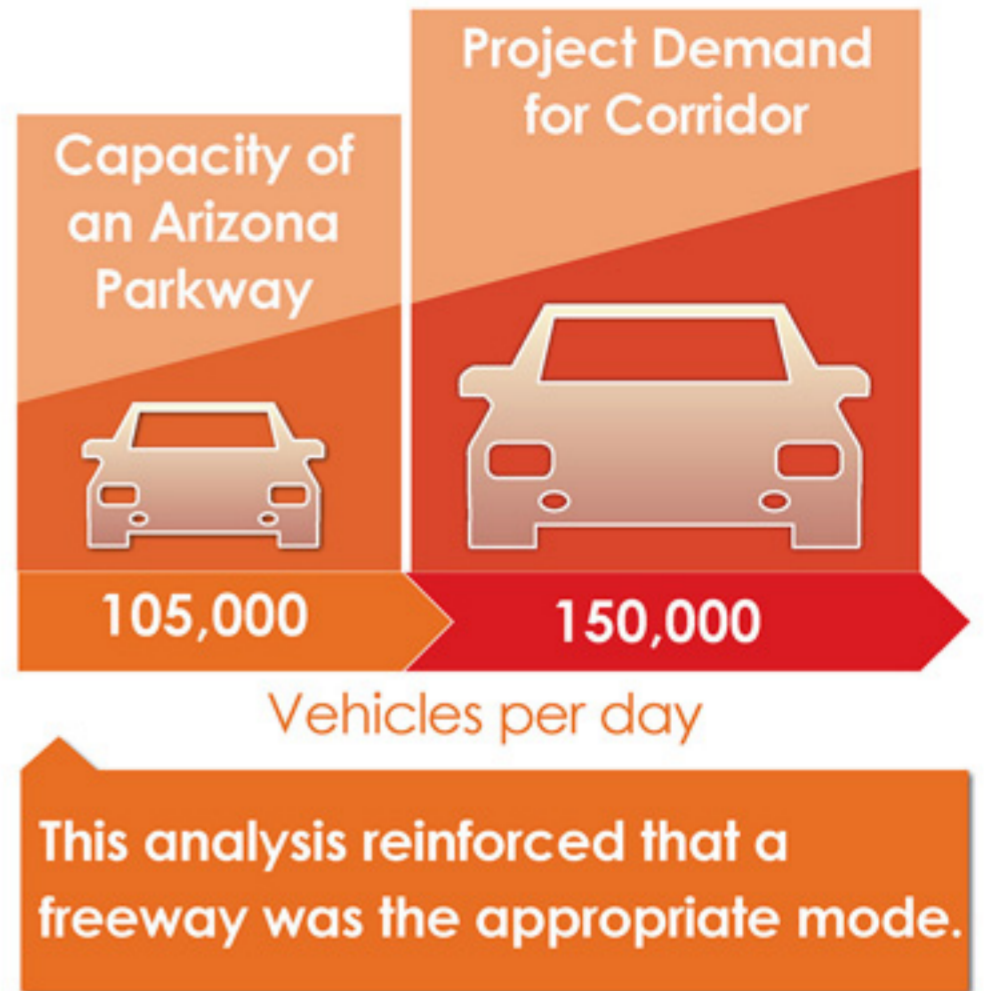 Capacity of
an Arizona
Parkway
Project Demand
for Corridor
105,000
150,000
Vehicles per day
This analysis reinforced that a
freeway was the appropriate mode.